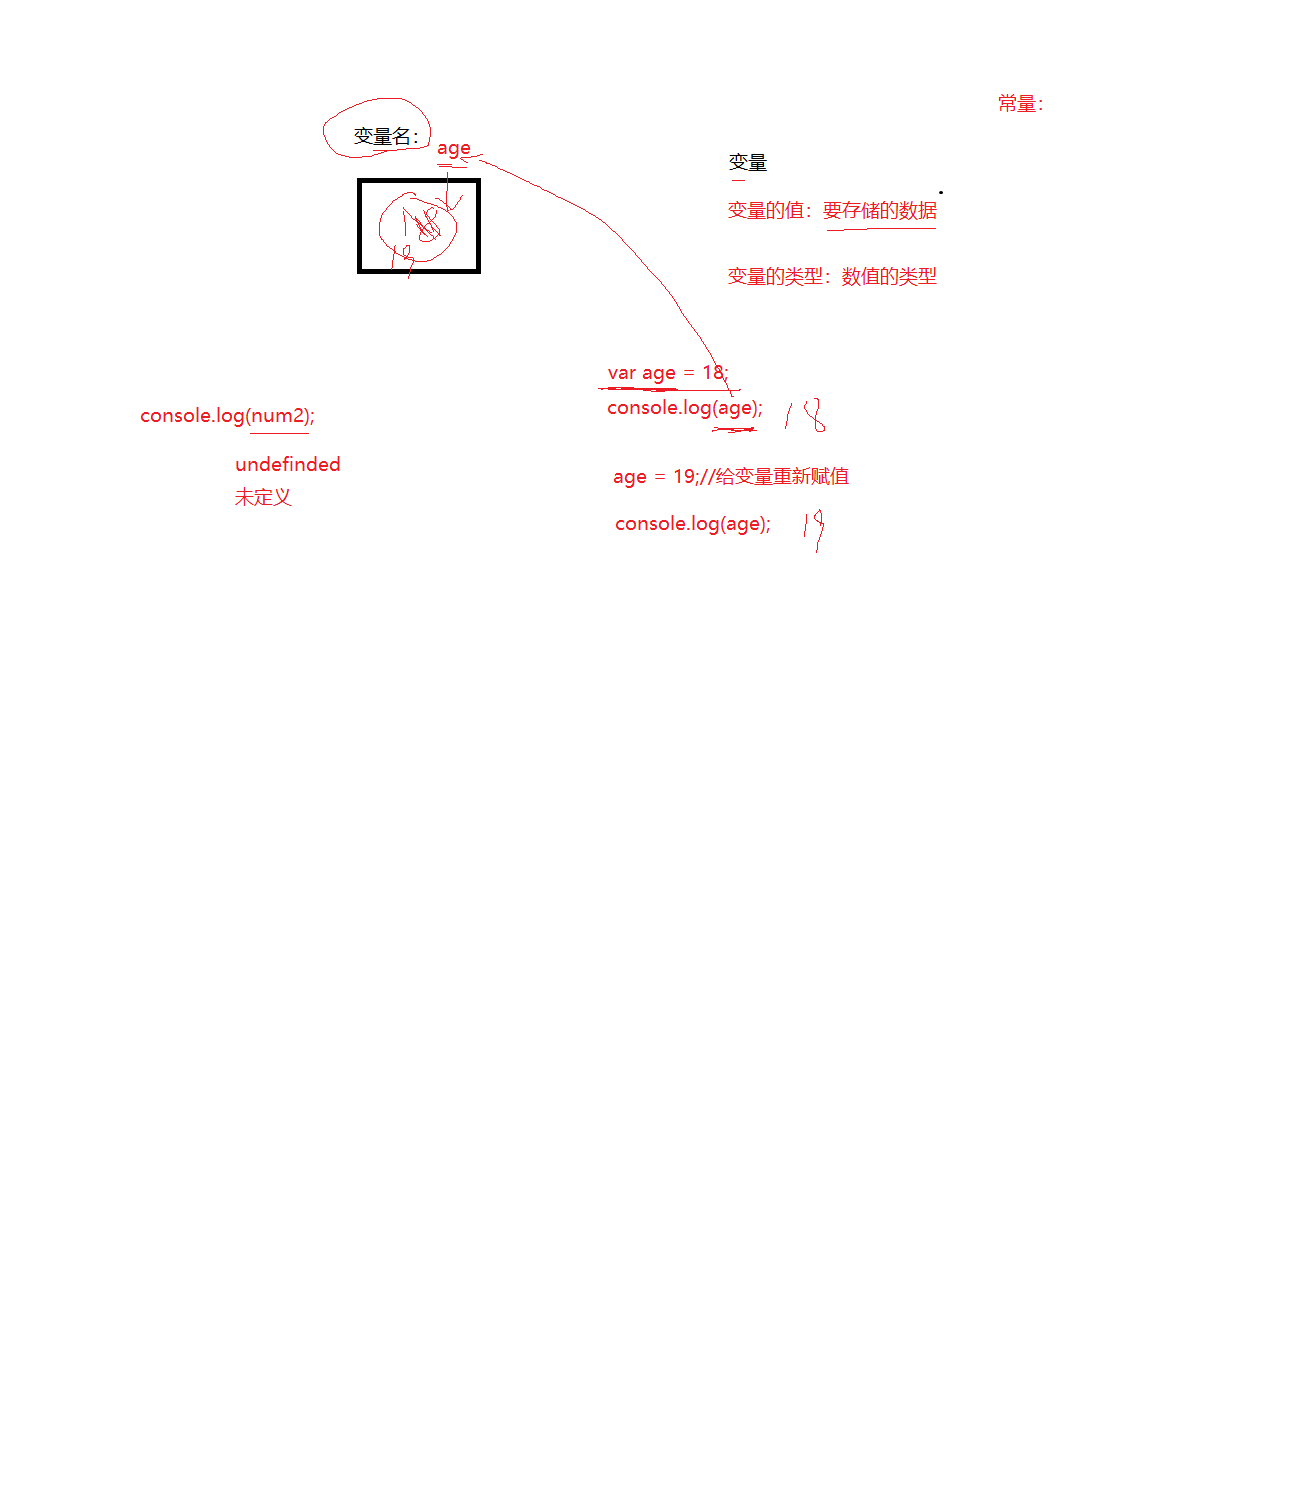 常量：
变量名：
age
变量
18
19
变量的值：要存储的数据
变量的类型：数值的类型
var age = 18;
console.log(age); 18
console.log(num2);
undefinded
未定义
age = 19;//给变量重新赋值
console.log(age); 19